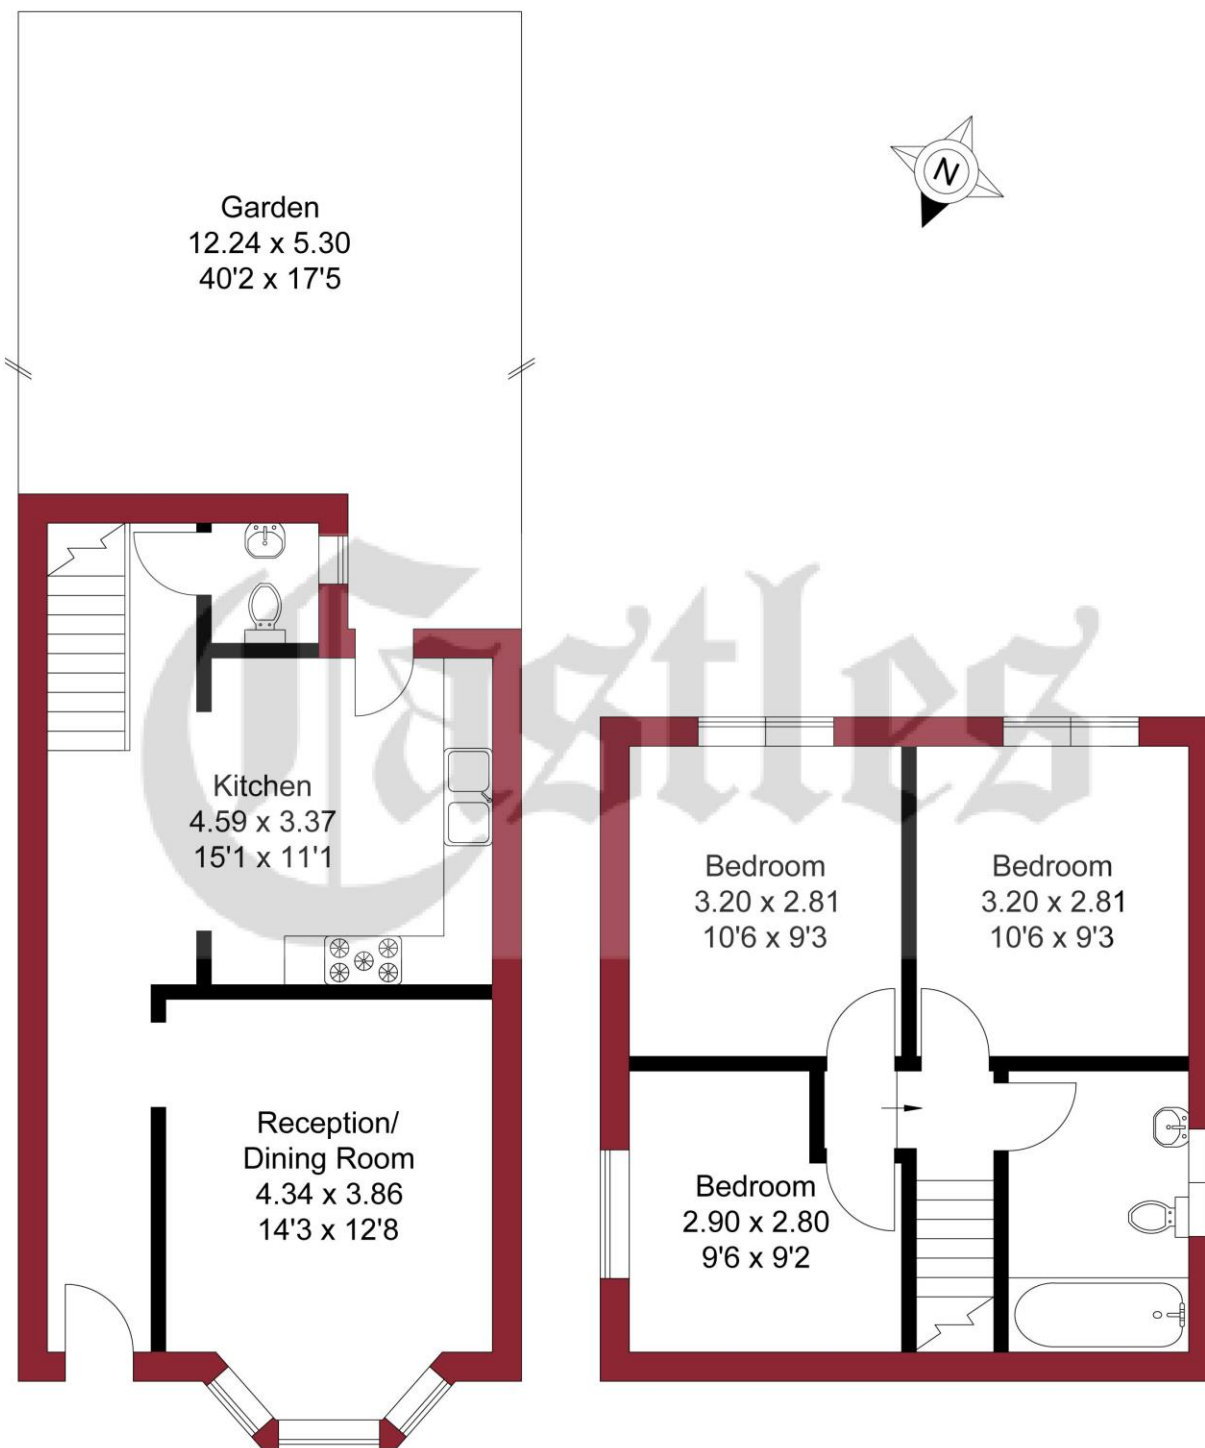 Garden
12.24 x 5.30
40'2 x 17'5
N
Castles
Kitchen
4.59 x 3.37
15'1 x 11'1
Reception/
Dining Room
4.34 x 3.86
14'3 x 12'8
Bedroom
3.20 x 2.81
10'6 x 9'3
Bedroom
3.20 x 2.81
10'6 x 9'3
Bedroom
2.90 x 2.80
9'6 x 9'2